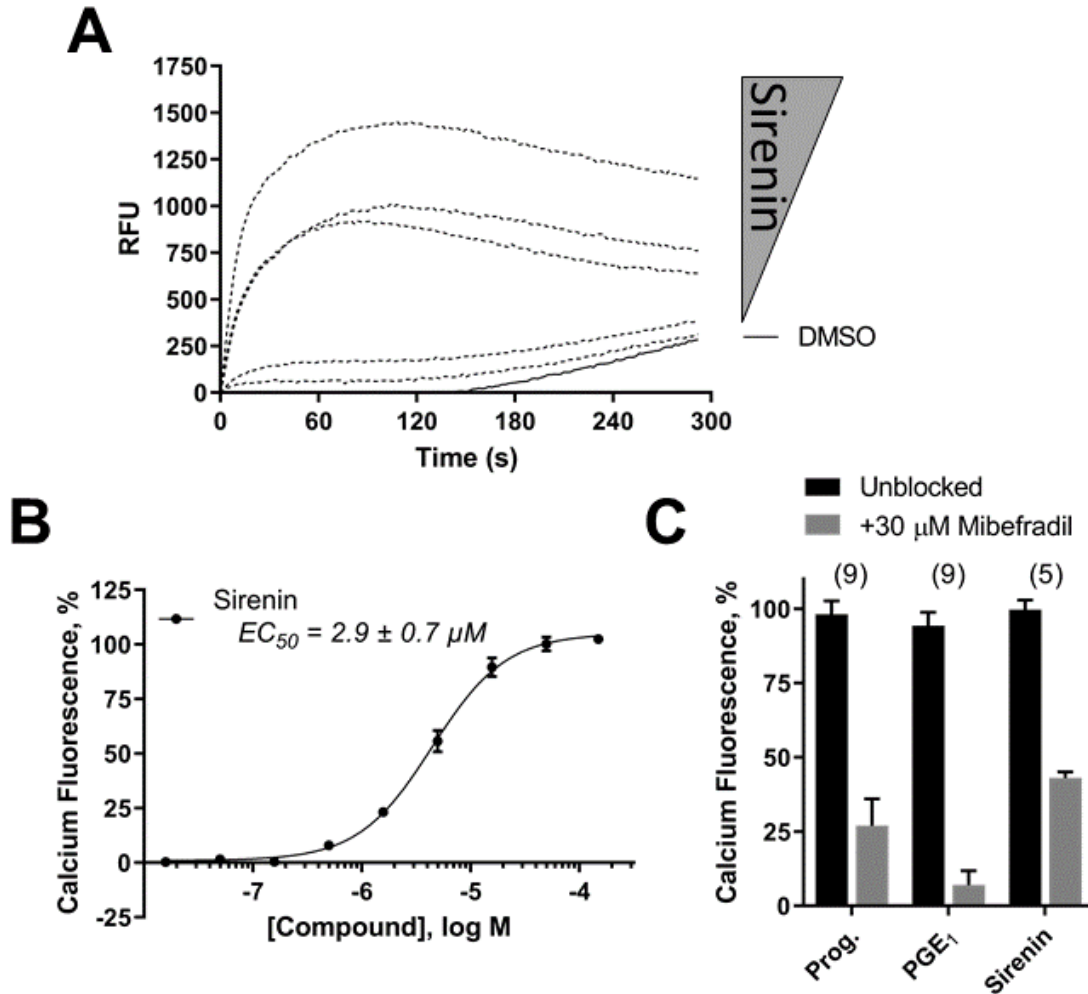 A
1750
1500
1250
1000
750
500
250
0
RFU
0 60 120 180 240 300
Time (s)
Sirenin
DMSO
B
125
100
75
50
25
0
-25
Calcium Fluorescence, %
Sirenin
EC50 = 2.9 ± 0.7 µM
-7 -6 -5 -4
[Compound], log M
C
Unblocked
+30 µM Mibefradil
(9) (9) (5)
100
75
50
25
0
Calcium Fluorescence, %
Prog. PGE1 Sirenin